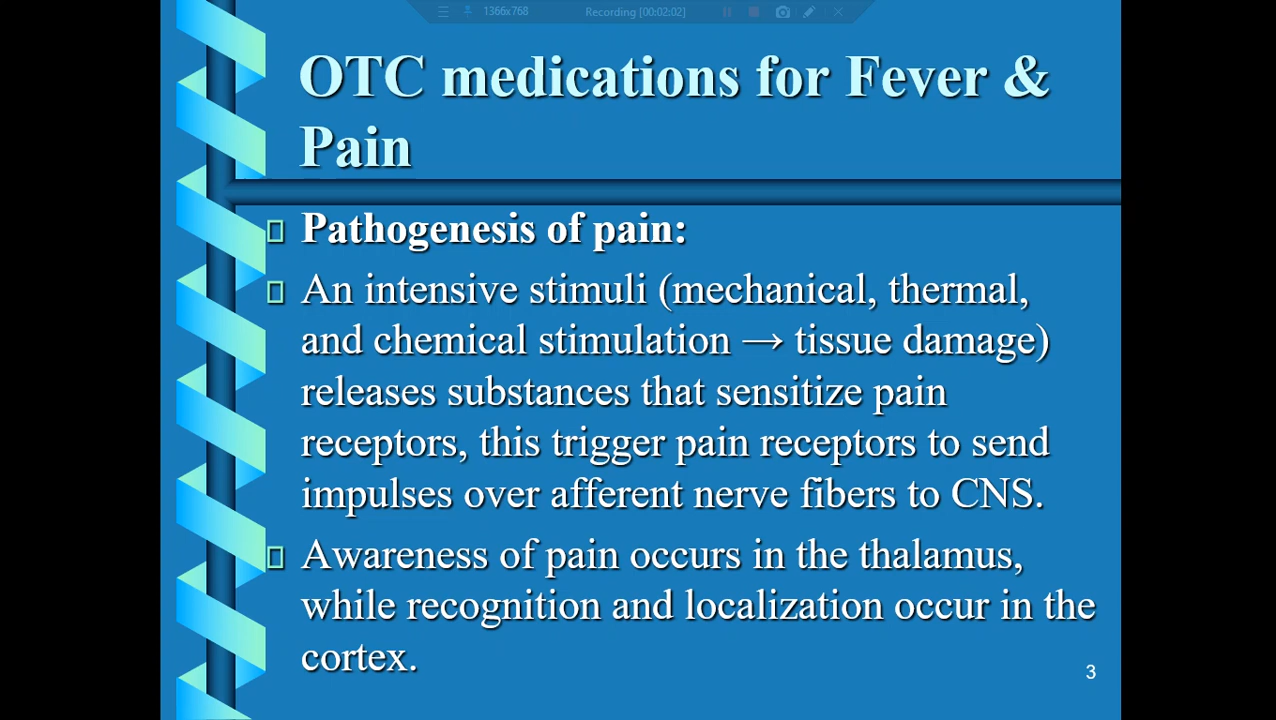 1366x768 Recording [00:02:02]
OTC medications for Fever &
Pain
Pathogenesis of pain:
An intensive stimuli (mechanical, thermal,
and chemical stimulation → tissue damage)
releases substances that sensitize pain
receptors, this trigger pain receptors to send
impulses over afferent nerve fibers to CNS.
Awareness of pain occurs in the thalamus,
while recognition and localization occur in the
cortex.
3